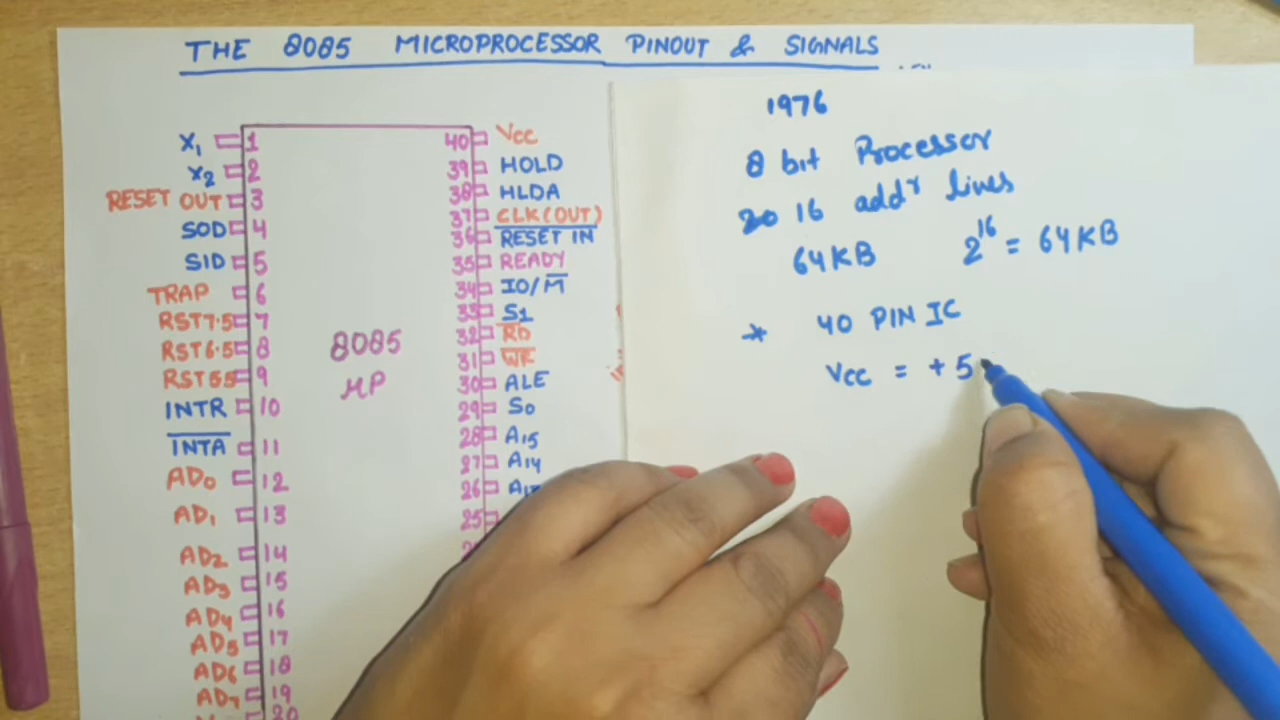 THE 8085 MICROPROCESSOR PINOUT & SIGNALS
X1 1
X2 2
RESET OUT 3
SOD 4
SID 5
TRAP 6
RST7.5 7
RST6.5 8
RST5.5 9
INTR 10
INTA 11
AD0 12
AD1 13
AD2 14
AD3 15
AD4 16
AD5 17
AD6 18
AD7 19
20
8085
μP
40 Vcc
39 HOLD
38 HLDA
37 CLK(OUT)
36 RESET IN
35 READY
34 IO/M
33 S1
32 RD
31 WR
30 ALE
29 S0
28 A15
27 A14
26
25
1976
8 bit Processor
20 16 addr lines
64KB 2^16 = 64KB
* 40 PIN IC
Vcc = +5